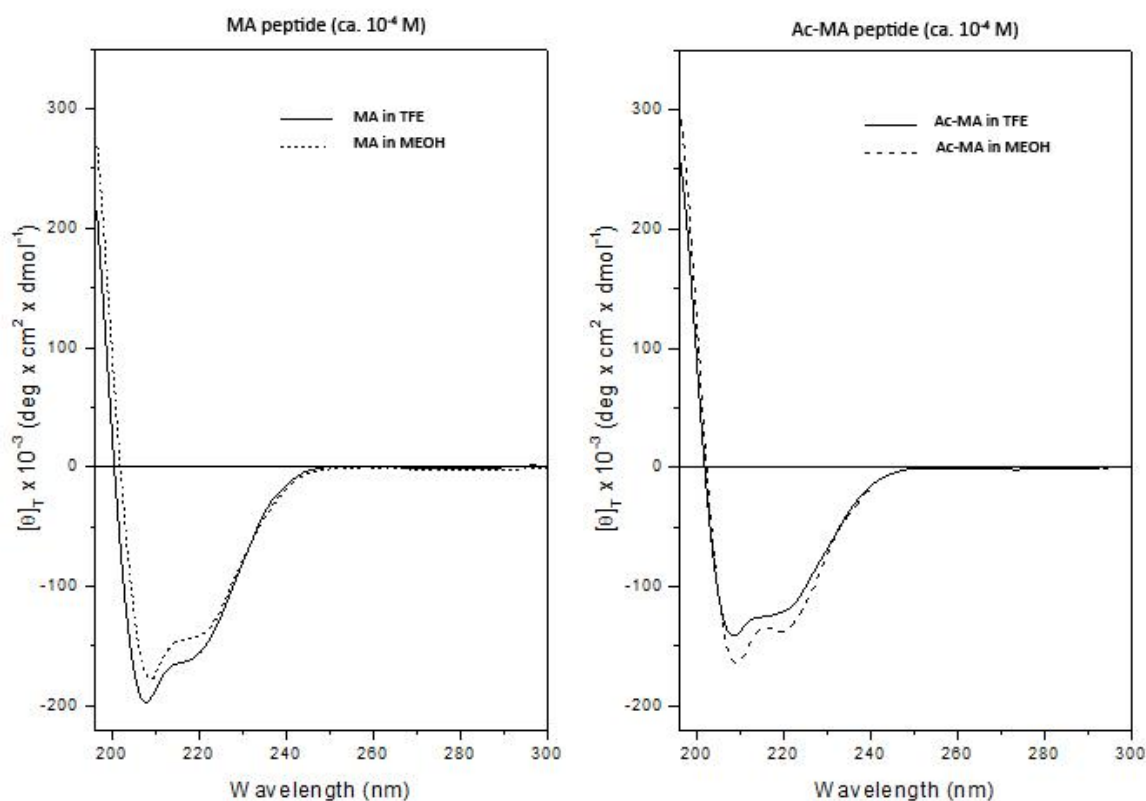 MA peptide (ca. 10⁻⁴ M)
MA in TFE
MA in MEOH
300
200
100
0
-100
-200
[θ]T x 10⁻³ (deg x cm² x dmol⁻¹)
200
220
240
260
280
300
Wavelength (nm)
Ac-MA peptide (ca. 10⁻⁴ M)
Ac-MA in TFE
Ac-MA in MEOH
300
200
100
0
-100
-200
[θ]T x 10⁻³ (deg x cm² x dmol⁻¹)
200
220
240
260
280
300
Wavelength (nm)